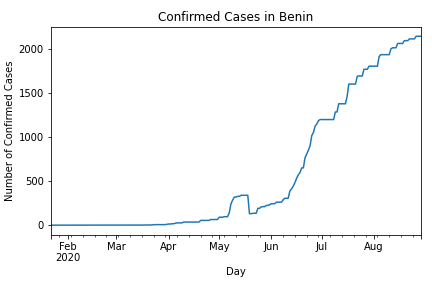 Confirmed Cases in Benin
Number of Confirmed Cases
2000
1500
1000
500
0
Feb Mar Apr May Jun Jul Aug
2020
Day